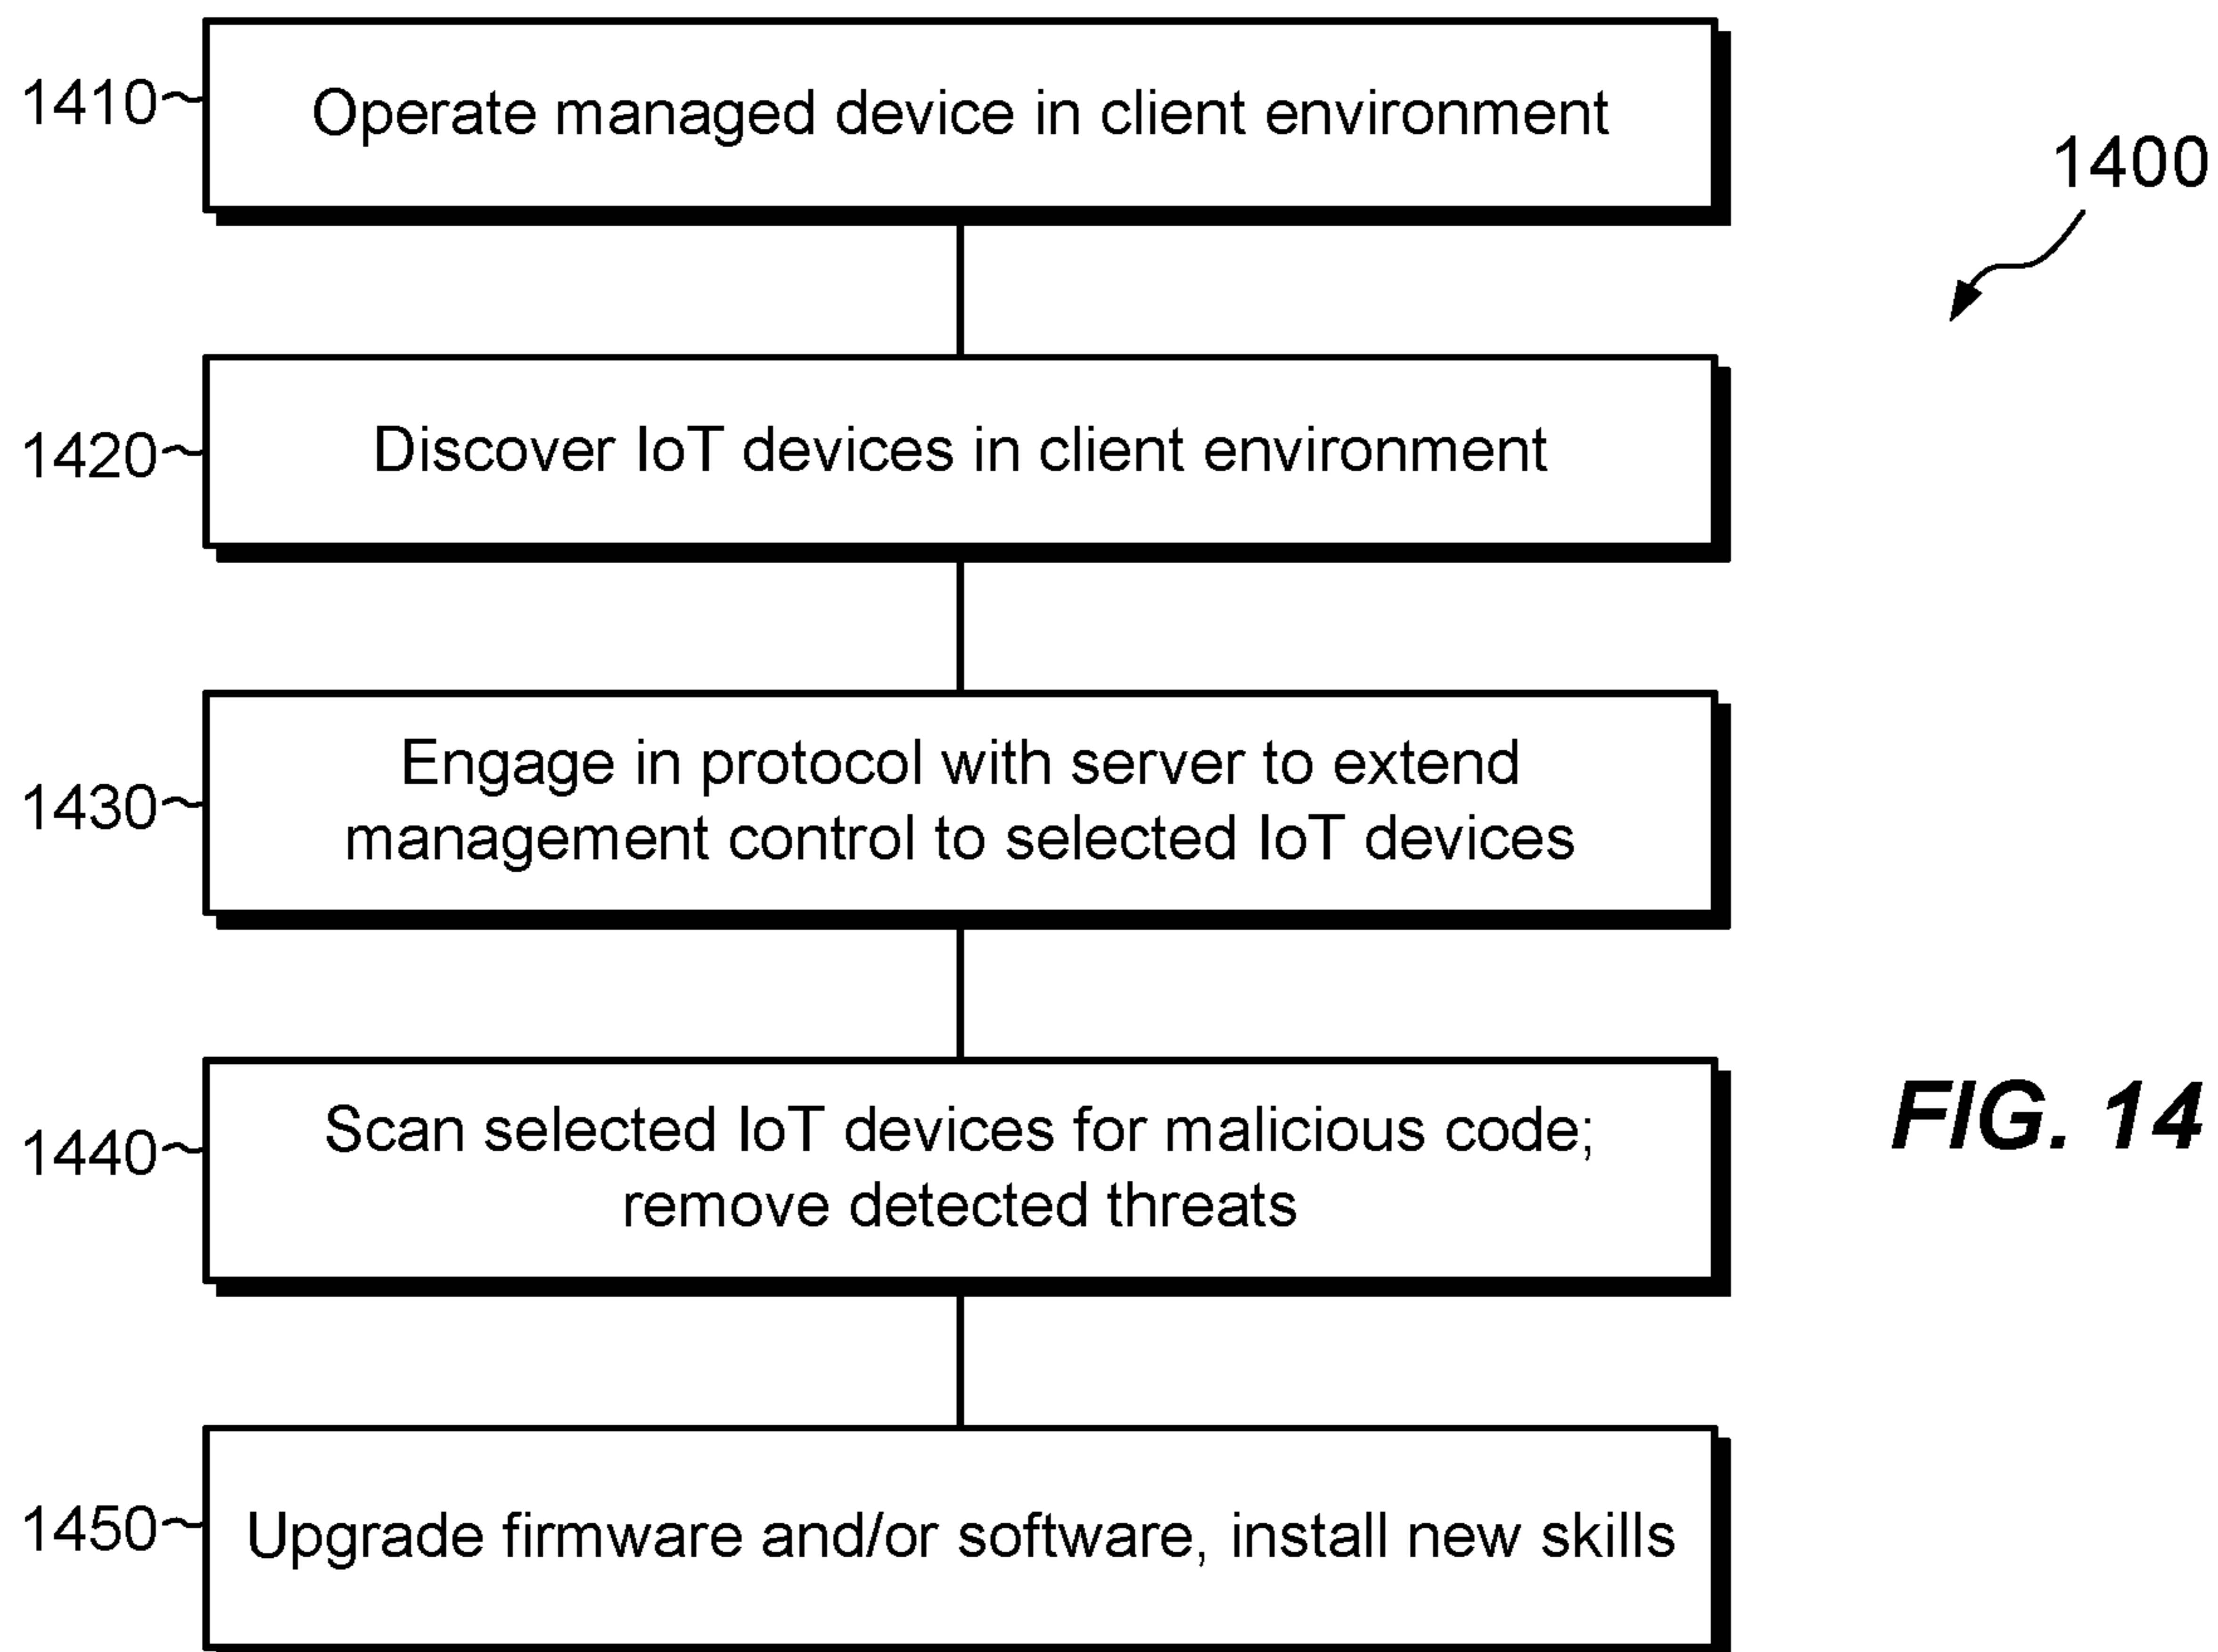 1410
Operate managed device in client environment
1400
1420
Discover IoT devices in client environment
1430
Engage in protocol with server to extend
management control to selected IoT devices
1440
Scan selected IoT devices for malicious code;
remove detected threats
FIG. 14
1450
Upgrade firmware and/or software, install new skills